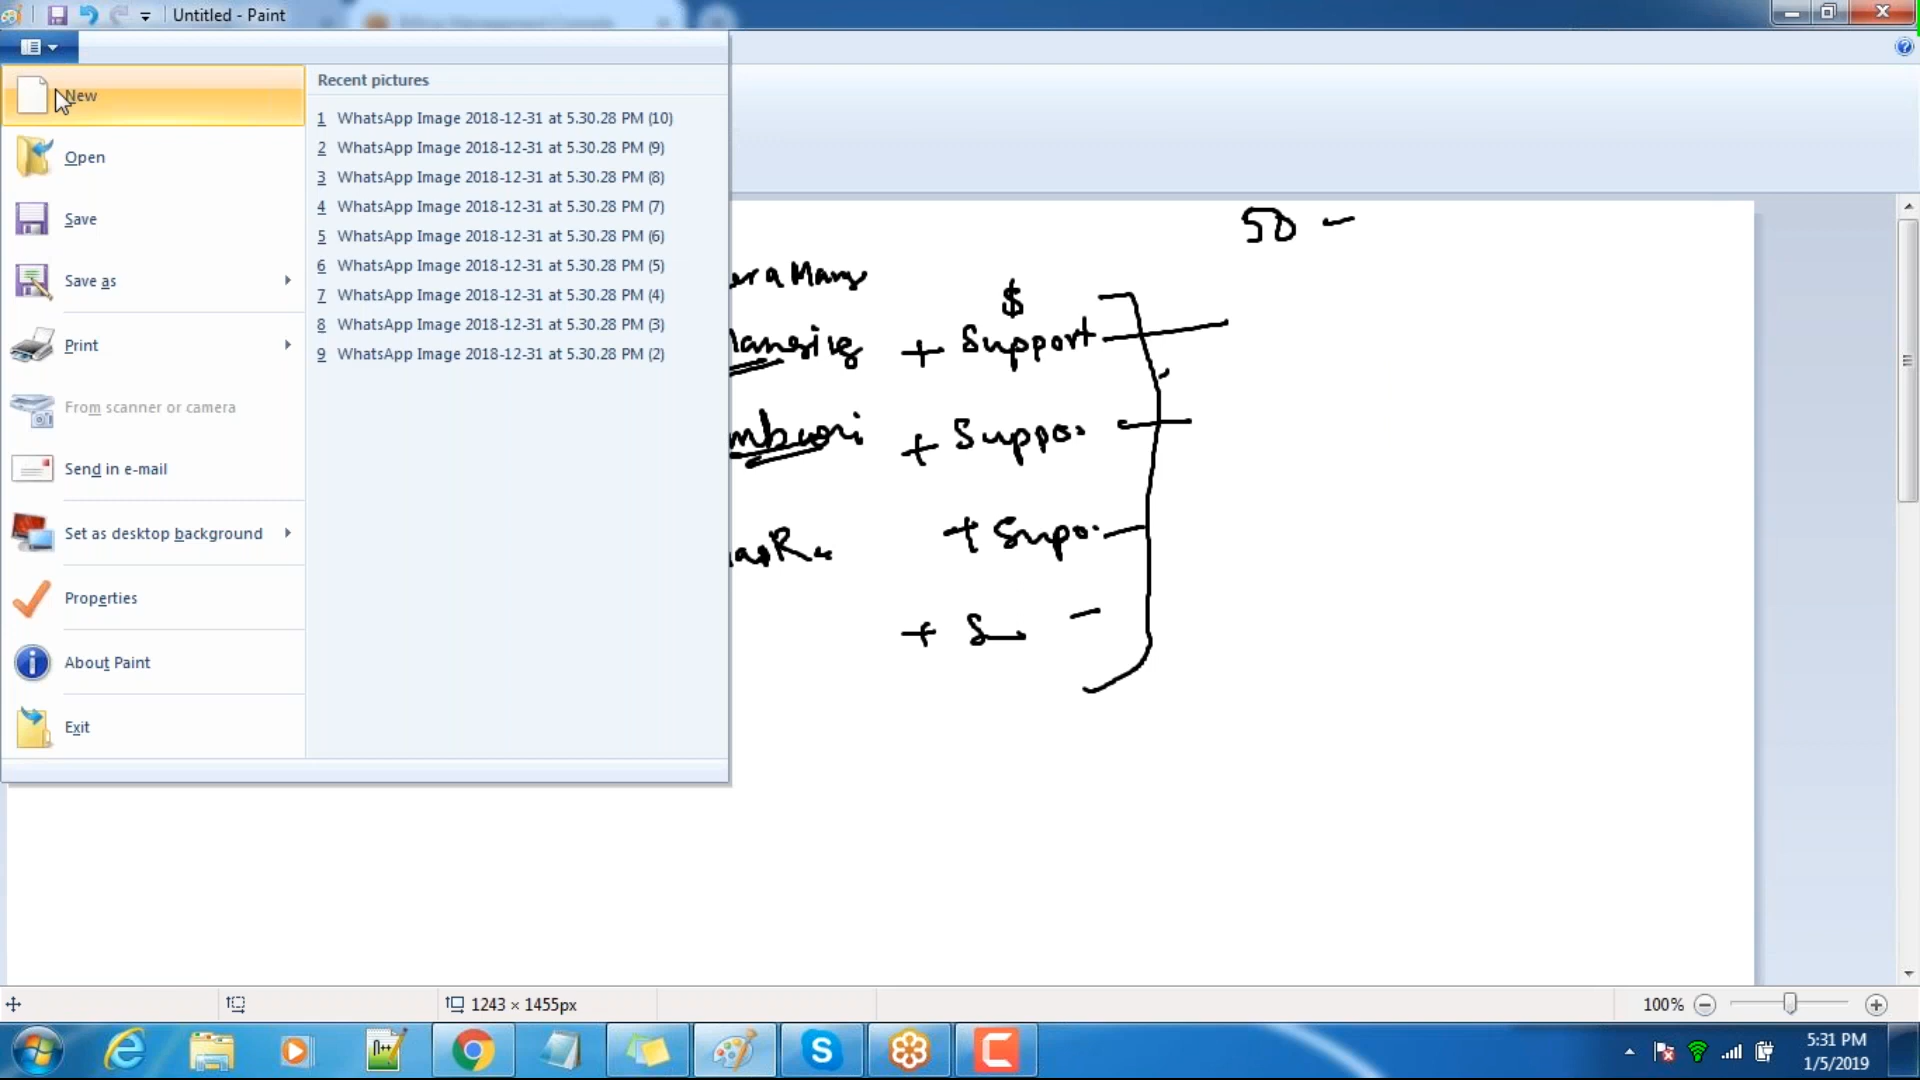 Untitled - Paint
New
Open
Save
Save as
Print
From scanner or camera
Send in e-mail
Set as desktop background
Properties
About Paint
Exit
Recent pictures
1 WhatsApp Image 2018-12-31 at 5.30.28 PM (10)
2 WhatsApp Image 2018-12-31 at 5.30.28 PM (9)
3 WhatsApp Image 2018-12-31 at 5.30.28 PM (8)
4 WhatsApp Image 2018-12-31 at 5.30.28 PM (7)
5 WhatsApp Image 2018-12-31 at 5.30.28 PM (6)
6 WhatsApp Image 2018-12-31 at 5.30.28 PM (5)
7 WhatsApp Image 2018-12-31 at 5.30.28 PM (4)
8 WhatsApp Image 2018-12-31 at 5.30.28 PM (3)
9 WhatsApp Image 2018-12-31 at 5.30.28 PM (2)
50 -
$
+ Support
+ Suppo
+ Supo
+ S
1243 × 1455px
100%
5:31 PM
1/5/2019